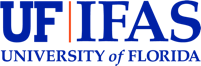 UF | IFAS
UNIVERSITY of FLORIDA